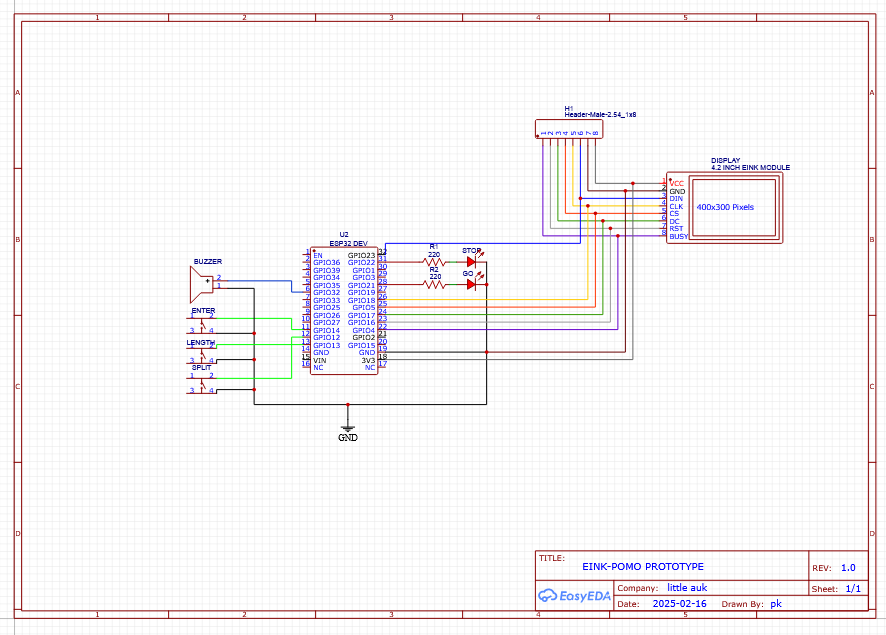 1 2 3 4 5
A A
B B
C C
D D
H1
Header-Male-2.54_1x8
1 2 3 4 5 6 7 8
DISPLAY
4.2 INCH EINK MODULE
1 VCC
2 GND
3 DIN
4 CLK
5 CS
6 DC
7 RST
8 BUSY
400x300 Pixels
U2
ESP32 DEV
1 EN GPIO23 32
2 GPIO36 GPIO22 31
3 GPIO39 GPIO1 30
4 GPIO34 GPIO3 29
5 GPIO35 GPIO21 28
6 GPIO32 GPIO19 27
7 GPIO33 GPIO18 26
8 GPIO25 GPIO5 25
9 GPIO26 GPIO17 24
10 GPIO27 GPIO16 23
11 GPIO14 GPIO4 22
12 GPIO12 GPIO2 21
13 GPIO13 GPIO15 20
14 GND GND 19
15 VIN 3V3 18
16 NC NC 17
R1
220
STOP
R2
220
GO
BUZZER
+ 2
1
ENTER
1 2
3 4
LENGTH
1 2
3 4
SPLIT
1 2
3 4
GND
TITLE:
EINK-POMO PROTOTYPE
REV: 1.0
EasyEDA
Company: little auk
Sheet: 1/1
Date: 2025-02-16 Drawn By: pk
1 2 3 4 5